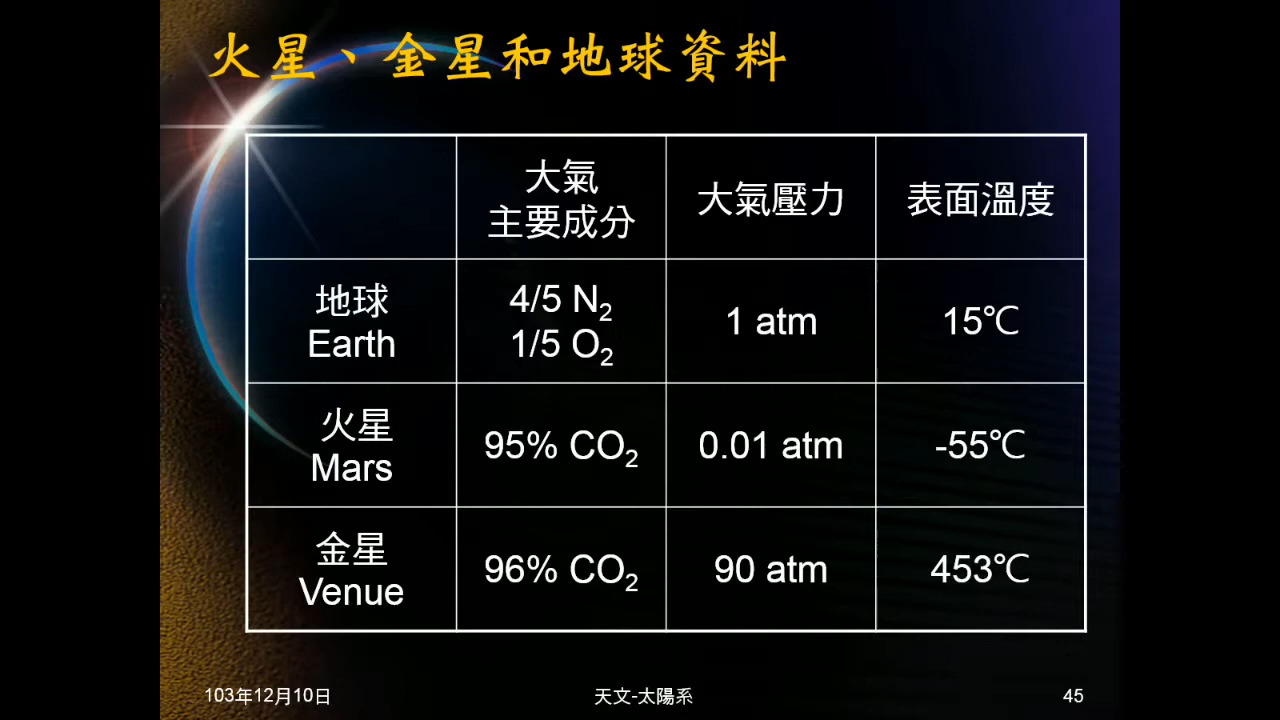 火星、金星和地球資料
大氣
主要成分
大氣壓力
表面溫度
地球
Earth
4/5 N₂
1/5 O₂
1 atm
15℃
火星
Mars
95% CO₂
0.01 atm
-55℃
金星
Venue
96% CO₂
90 atm
453℃
103年12月10日
天文-太陽系
45